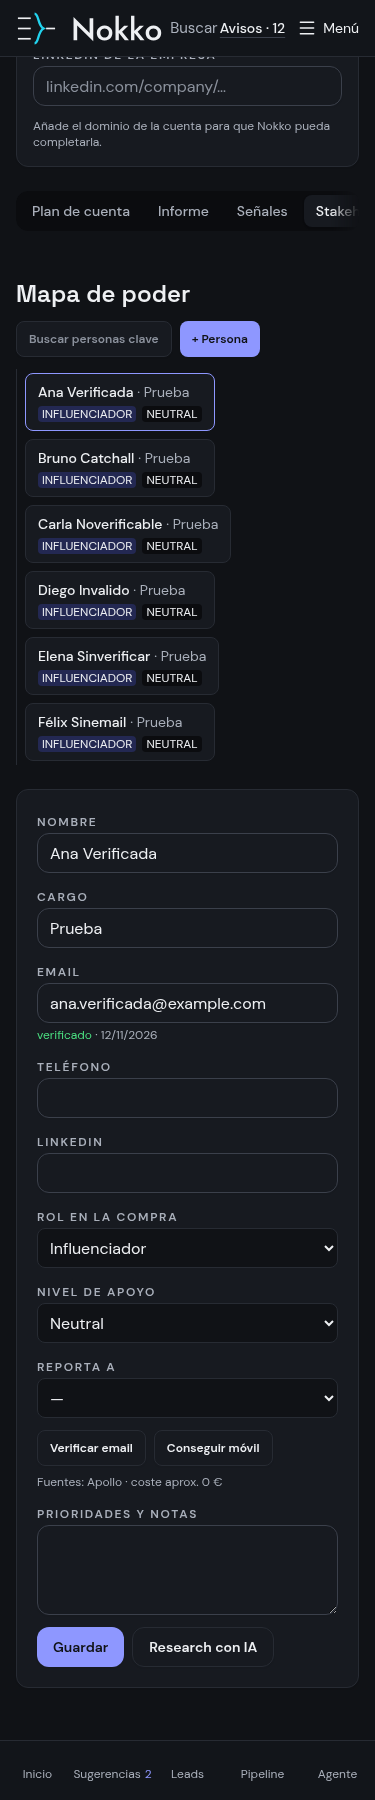 Nokko Buscar Avisos · 12 Menú
LINKEDIN DE LA EMPRESA
linkedin.com/company/...
Añade el dominio de la cuenta para que Nokko pueda
completarla.
Plan de cuenta Informe Señales Stakeh
Mapa de poder
Buscar personas clave + Persona
Ana Verificada · Prueba
INFLUENCIADOR NEUTRAL
Bruno Catchall · Prueba
INFLUENCIADOR NEUTRAL
Carla Noverificable · Prueba
INFLUENCIADOR NEUTRAL
Diego Invalido · Prueba
INFLUENCIADOR NEUTRAL
Elena Sinverificar · Prueba
INFLUENCIADOR NEUTRAL
Félix Sinemail · Prueba
INFLUENCIADOR NEUTRAL
NOMBRE
Ana Verificada
CARGO
Prueba
EMAIL
ana.verificada@example.com
verificado · 12/11/2026
TELÉFONO
LINKEDIN
ROL EN LA COMPRA
Influenciador
NIVEL DE APOYO
Neutral
REPORTA A
—
Verificar email Conseguir móvil
Fuentes: Apollo · coste aprox. 0 €
PRIORIDADES Y NOTAS
Guardar Research con IA
Inicio Sugerencias 2 Leads Pipeline Agente